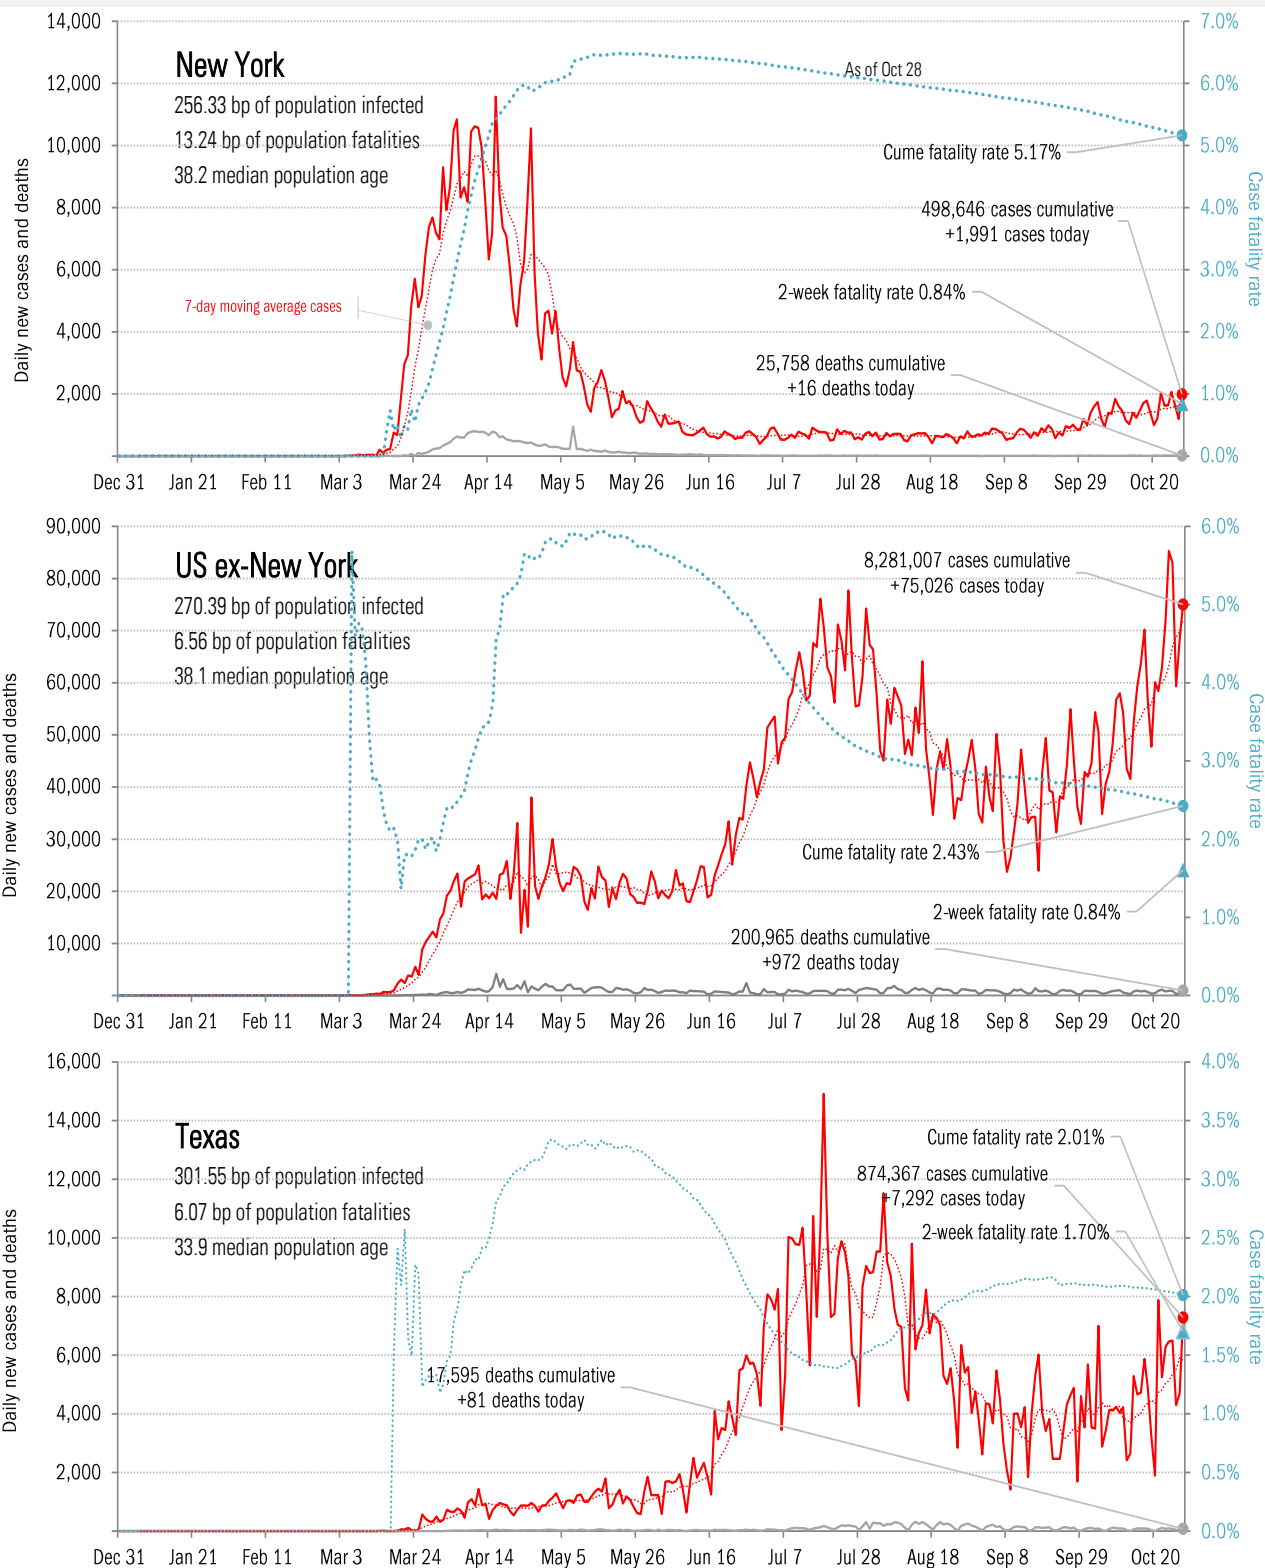 14,000
7.0%
New York
256.33 bp of population infected
13.24 bp of population fatalities
38.2 median population age
As of Oct 28
12,000
6.0%
10,000
5.0%
Cume fatality rate 5.17%
8,000
4.0%
498,646 cases cumulative
+1,991 cases today
6,000
3.0%
2-week fatality rate 0.84%
7-day moving average cases
4,000
2.0%
25,758 deaths cumulative
+16 deaths today
2,000
1.0%
0.0%
Daily new cases and deaths
Case fatality rate
Dec 31 Jan 21 Feb 11 Mar 3 Mar 24 Apr 14 May 5 May 26 Jun 16 Jul 7 Jul 28 Aug 18 Sep 8 Sep 29 Oct 20
90,000
6.0%
US ex-New York
270.39 bp of population infected
6.56 bp of population fatalities
38.1 median population age
8,281,007 cases cumulative
+75,026 cases today
80,000
5.0%
70,000
60,000
4.0%
50,000
3.0%
40,000
30,000
2.0%
Cume fatality rate 2.43%
20,000
2-week fatality rate 0.84%
1.0%
200,965 deaths cumulative
+972 deaths today
10,000
0.0%
Daily new cases and deaths
Case fatality rate
Dec 31 Jan 21 Feb 11 Mar 3 Mar 24 Apr 14 May 5 May 26 Jun 16 Jul 7 Jul 28 Aug 18 Sep 8 Sep 29 Oct 20
16,000
4.0%
14,000
3.5%
Texas
301.55 bp of population infected
6.07 bp of population fatalities
33.9 median population age
Cume fatality rate 2.01%
874,367 cases cumulative
+7,292 cases today
2-week fatality rate 1.70%
12,000
3.0%
10,000
2.5%
8,000
2.0%
6,000
1.5%
17,595 deaths cumulative
+81 deaths today
4,000
1.0%
2,000
0.5%
0.0%
Daily new cases and deaths
Case fatality rate
Dec 31 Jan 21 Feb 11 Mar 3 Mar 24 Apr 14 May 5 May 26 Jun 16 Jul 7 Jul 28 Aug 18 Sep 8 Sep 29 Oct 20